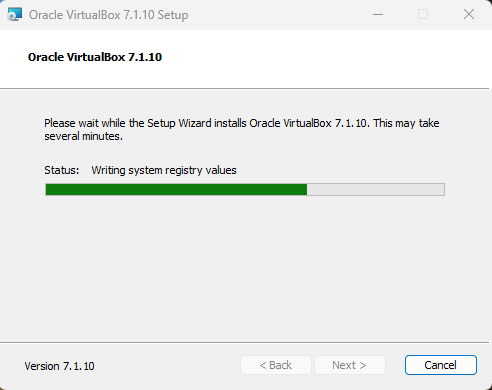 Oracle VirtualBox 7.1.10 Setup
Oracle VirtualBox 7.1.10
Please wait while the Setup Wizard installs Oracle VirtualBox 7.1.10. This may take
several minutes.
Status: Writing system registry values
Version 7.1.10
< Back
Next >
Cancel